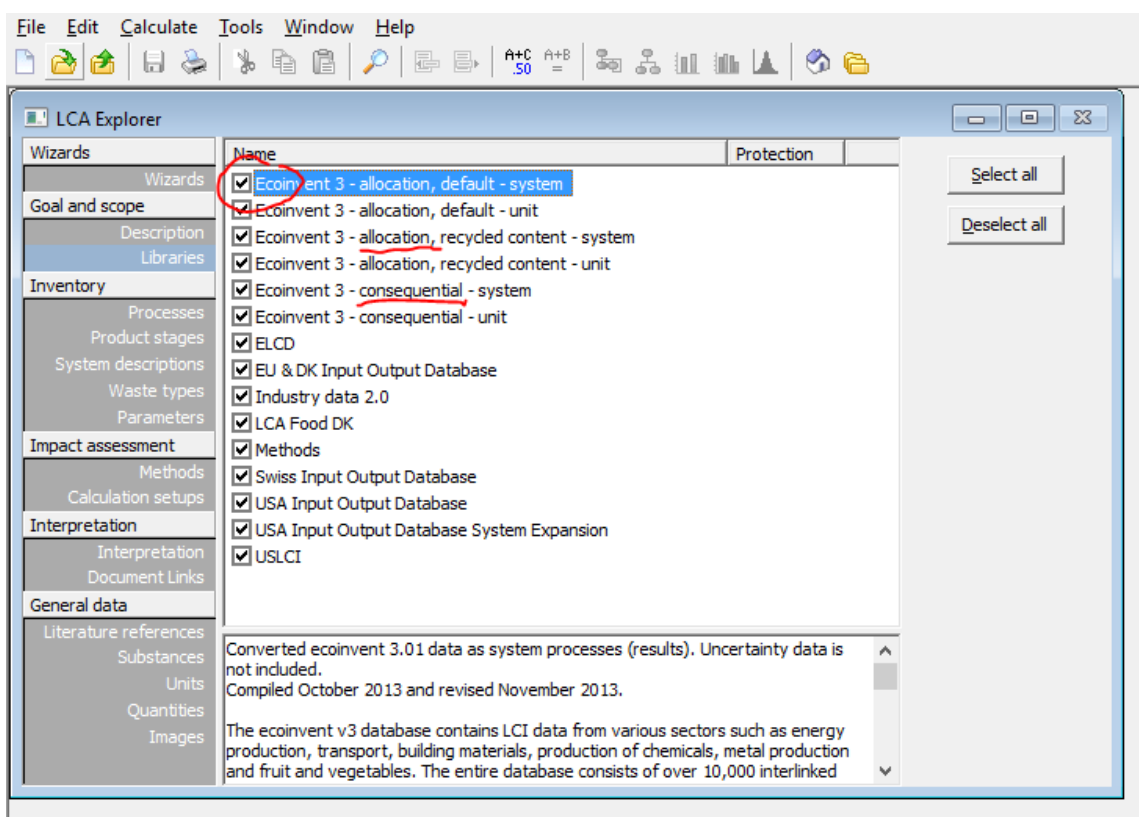 File Edit Calculate Tools Window Help
A+C .50 A+B =
LCA Explorer
Wizards
Wizards
Goal and scope
Description
Libraries
Inventory
Processes
Product stages
System descriptions
Waste types
Parameters
Impact assessment
Methods
Calculation setups
Interpretation
Interpretation
Document Links
General data
Literature references
Substances
Units
Quantities
Images
Name Protection
Ecoinvent 3 - allocation, default - system
Ecoinvent 3 - allocation, default - unit
Ecoinvent 3 - allocation, recycled content - system
Ecoinvent 3 - allocation, recycled content - unit
Ecoinvent 3 - consequential - system
Ecoinvent 3 - consequential - unit
ELCD
EU & DK Input Output Database
Industry data 2.0
LCA Food DK
Methods
Swiss Input Output Database
USA Input Output Database
USA Input Output Database System Expansion
USLCI
Converted ecoinvent 3.01 data as system processes (results). Uncertainty data is
not included.
Compiled October 2013 and revised November 2013.
The ecoinvent v3 database contains LCI data from various sectors such as energy
production, transport, building materials, production of chemicals, metal production
and fruit and vegetables. The entire database consists of over 10,000 interlinked
Select all
Deselect all